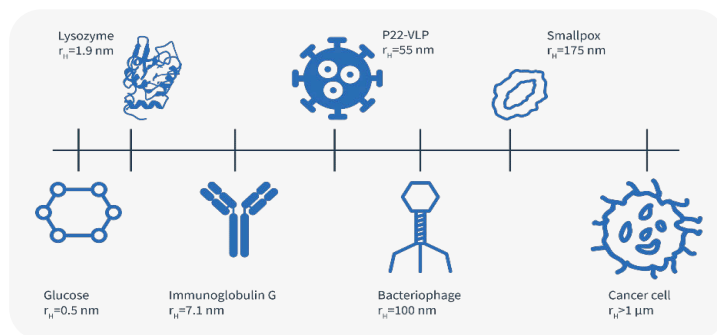 Lysozyme
rH=1.9 nm
P22-VLP
rH=55 nm
Smallpox
rH=175 nm
Glucose
rH=0.5 nm
Immunoglobulin G
rH=7.1 nm
Bacteriophage
rH=100 nm
Cancer cell
rH>1 µm